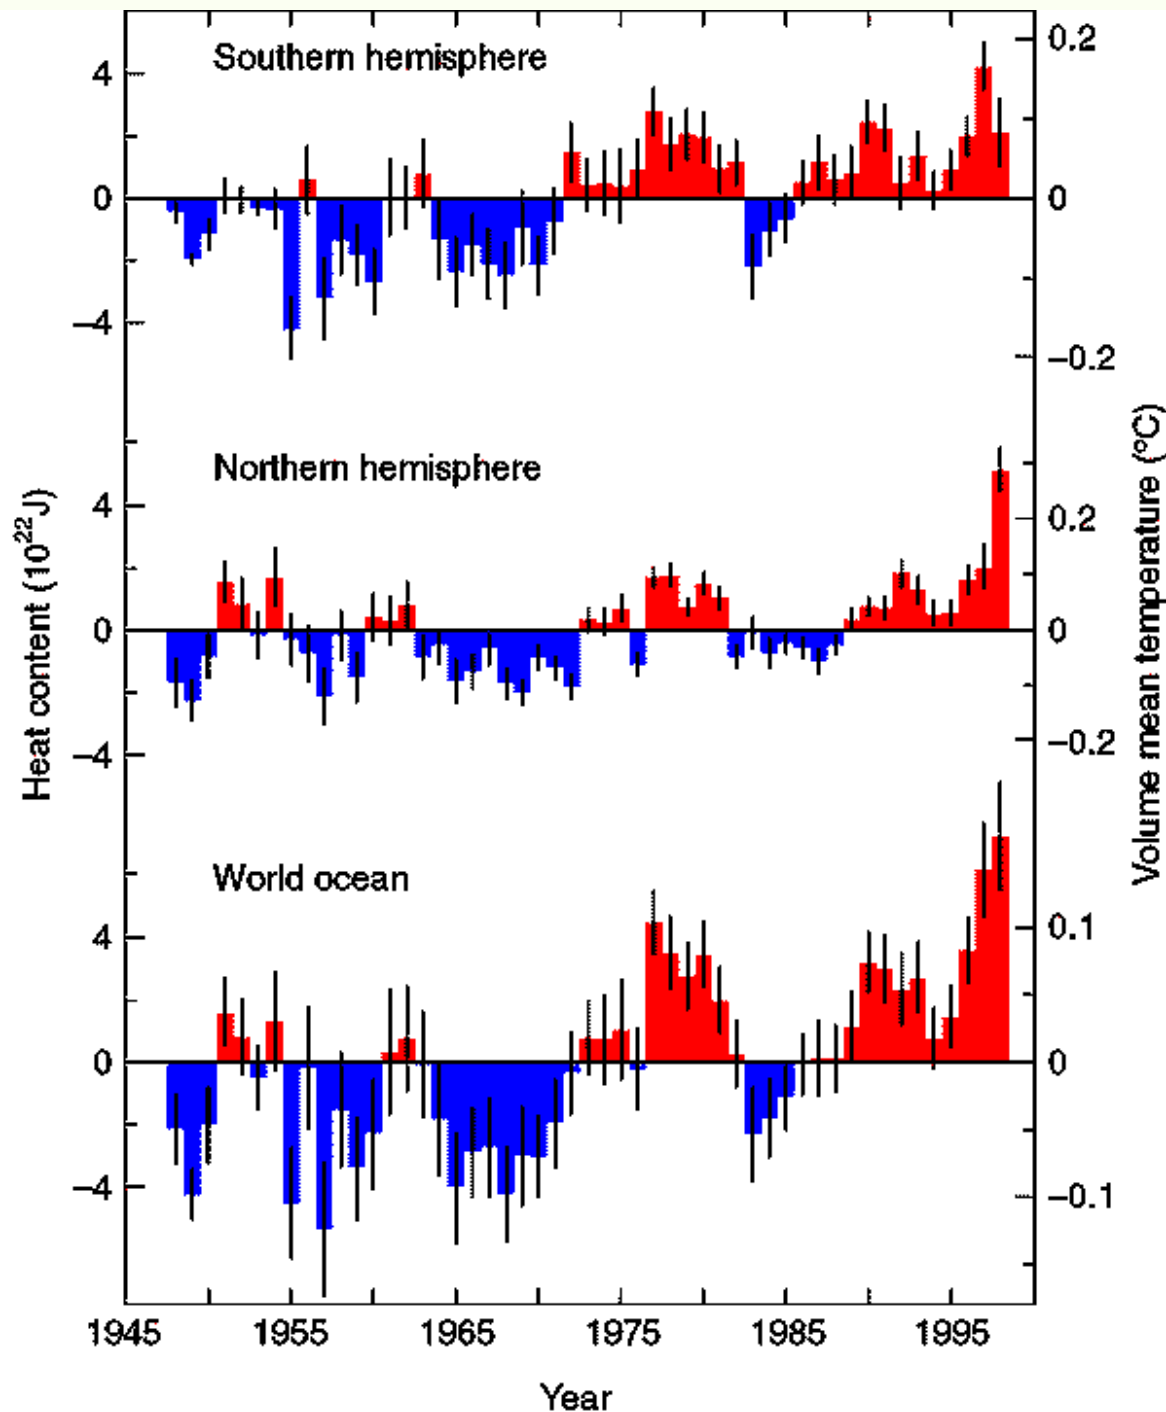 Southern hemisphere
4
0
−4
0.2
0
−0.2
Northern hemisphere
4
0
−4
0.2
0
−0.2
World ocean
4
0
−4
0.1
0
−0.1
Heat content (10²²J)
Volume mean temperature (°C)
1945 1955 1965 1975 1985 1995
Year